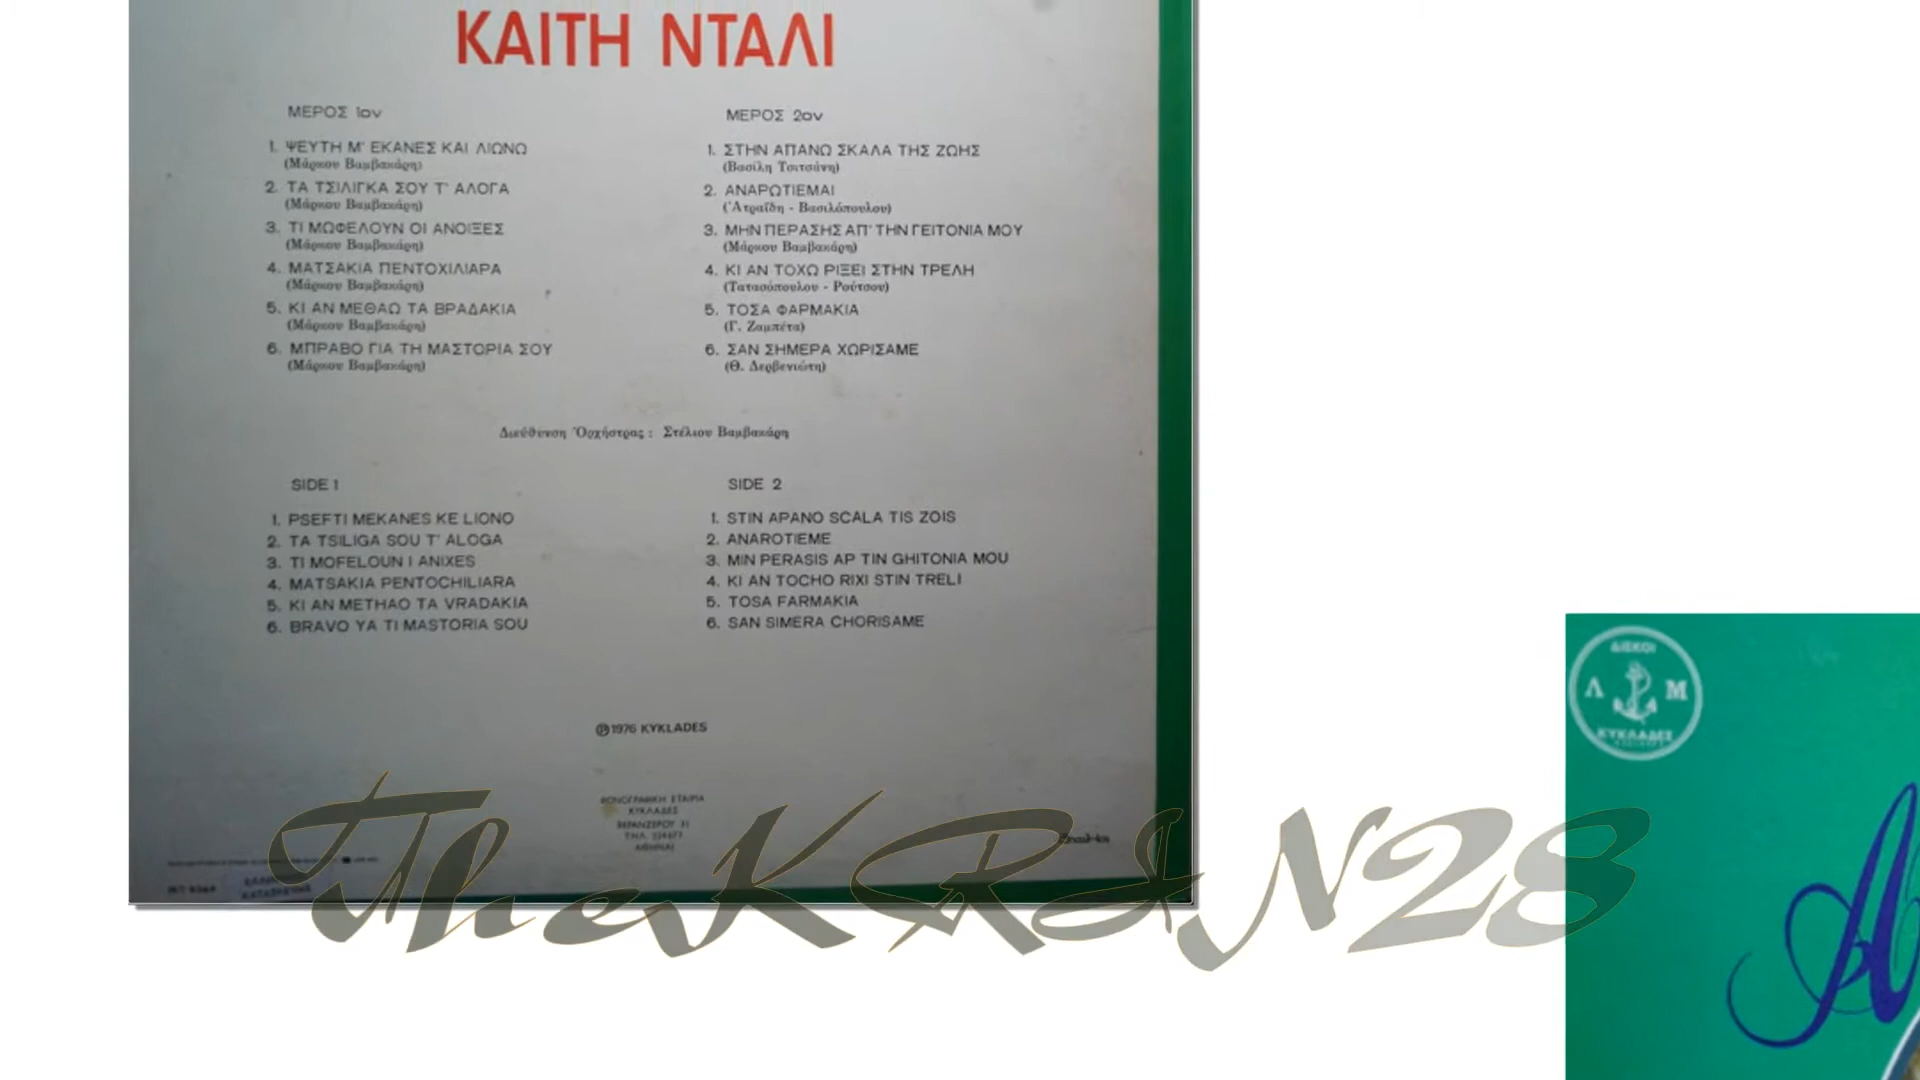 ΚΑΙΤΗ ΝΤΑΛΙ
ΜΕΡΟΣ 1ον
1. ΨΕΥΤΗ Μ' ΕΚΑΝΕΣ ΚΑΙ ΛΙΩΝΩ
(Μάρκου Βαμβακάρη)
2. ΤΑ ΤΣΙΛΙΓΚΑ ΣΟΥ Τ' ΑΛΟΓΑ
(Μάρκου Βαμβακάρη)
3. ΤΙ ΜΩΦΕΛΟΥΝ ΟΙ ΑΝΟΙΞΕΣ
(Μάρκου Βαμβακάρη)
4. ΜΑΤΣΑΚΙΑ ΠΕΝΤΟΧΙΛΙΑΡΑ
(Μάρκου Βαμβακάρη)
5. ΚΙ ΑΝ ΜΕΘΑΩ ΤΑ ΒΡΑΔΑΚΙΑ
(Μάρκου Βαμβακάρη)
6. ΜΠΡΑΒΟ ΓΙΑ ΤΗ ΜΑΣΤΟΡΙΑ ΣΟΥ
(Μάρκου Βαμβακάρη)
ΜΕΡΟΣ 2ον
1. ΣΤΗΝ ΑΠΑΝΩ ΣΚΑΛΑ ΤΗΣ ΖΩΗΣ
(Βασίλη Τσιτσάνη)
2. ΑΝΑΡΩΤΙΕΜΑΙ
('Ατραΐδη - Βασιλόπουλου)
3. ΜΗΝ ΠΕΡΑΣΗΣ ΑΠ' ΤΗΝ ΓΕΙΤΟΝΙΑ ΜΟΥ
(Μάρκου Βαμβακάρη)
4. ΚΙ ΑΝ ΤΟΧΩ ΡΙΞΕΙ ΣΤΗΝ ΤΡΕΛΗ
(Τατασόπουλου - Ρούτσου)
5. ΤΟΣΑ ΦΑΡΜΑΚΙΑ
(Γ. Ζαμπέτα)
6. ΣΑΝ ΣΗΜΕΡΑ ΧΩΡΙΣΑΜΕ
(Θ. Δερβενιώτη)
Διεύθυνση Ὀρχήστρας : Στέλιου Βαμβακάρη
SIDE 1
1. PSEFTI MEKANES KE LIONO
2. TA TSILIGA SOU T' ALOGA
3. TI MOFELOUN I ANIXES
4. MATSAKIA PENTOCHILIARA
5. KI AN METHAO TA VRADAKIA
6. BRAVO YA TI MASTORIA SOU
SIDE 2
1. STIN APANO SCALA TIS ZOIS
2. ANAROTIEME
3. MIN PERASIS AP TIN GHITONIA MOU
4. KI AN TOCHO RIXI STIN TRELI
5. TOSA FARMAKIA
6. SAN SIMERA CHORISAME
Ⓟ 1976 KYKLADES
ΦΩΝΟΓΡΑΦΙΚΗ ΕΤΑΙΡΙΑ
ΚΥΚΛΑΔΕΣ
ΒΕΡΑΝΖΕΡΟΥ 31
ΑΘΗΝΑΙ
TheKRIN28
ΔΙΣΚΟΙ
Λ Μ
ΚΥΚΛΑΔΕΣ